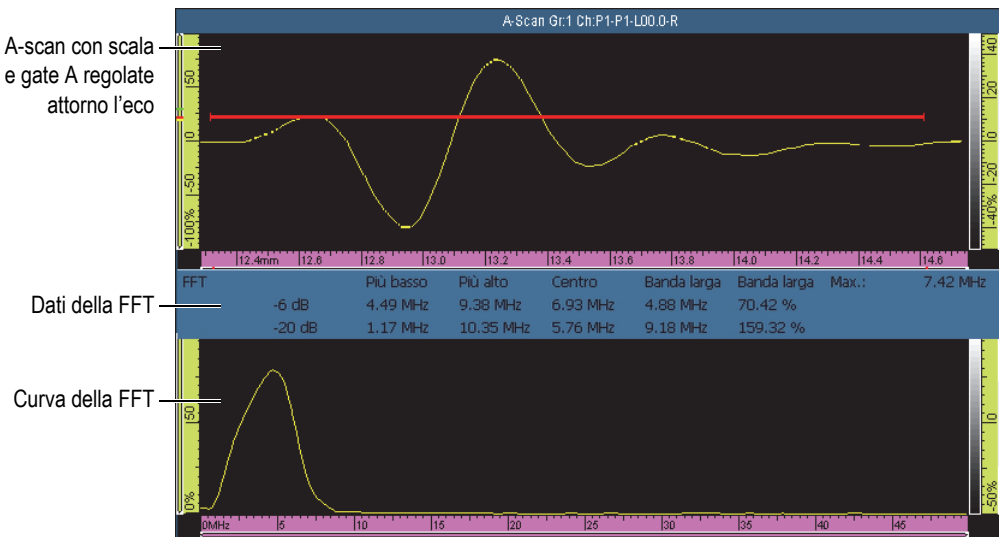 A-Scan Gr:1 Ch:P1-P1-L00.0-R
A-scan con scala
e gate A regolate
attorno l'eco
|50
|0
|-50
-100%
|40
|20
|0
|-20
|-40%
|12.4mm |12.6 |12.8 |13.0 |13.2 |13.4 |13.6 |13.8 |14.0 |14.2 |14.4 |14.6
Dati della FFT
FFT Più basso Più alto Centro Banda larga Banda larga Max.: 7.42 MHz
-6 dB 4.49 MHz 9.38 MHz 6.93 MHz 4.88 MHz 70.42 %
-20 dB 1.17 MHz 10.35 MHz 5.76 MHz 9.18 MHz 159.32 %
Curva della FFT
|50
0%
|0
-50%
0MHz |5 |10 |15 |20 |25 |30 |35 |40 |45